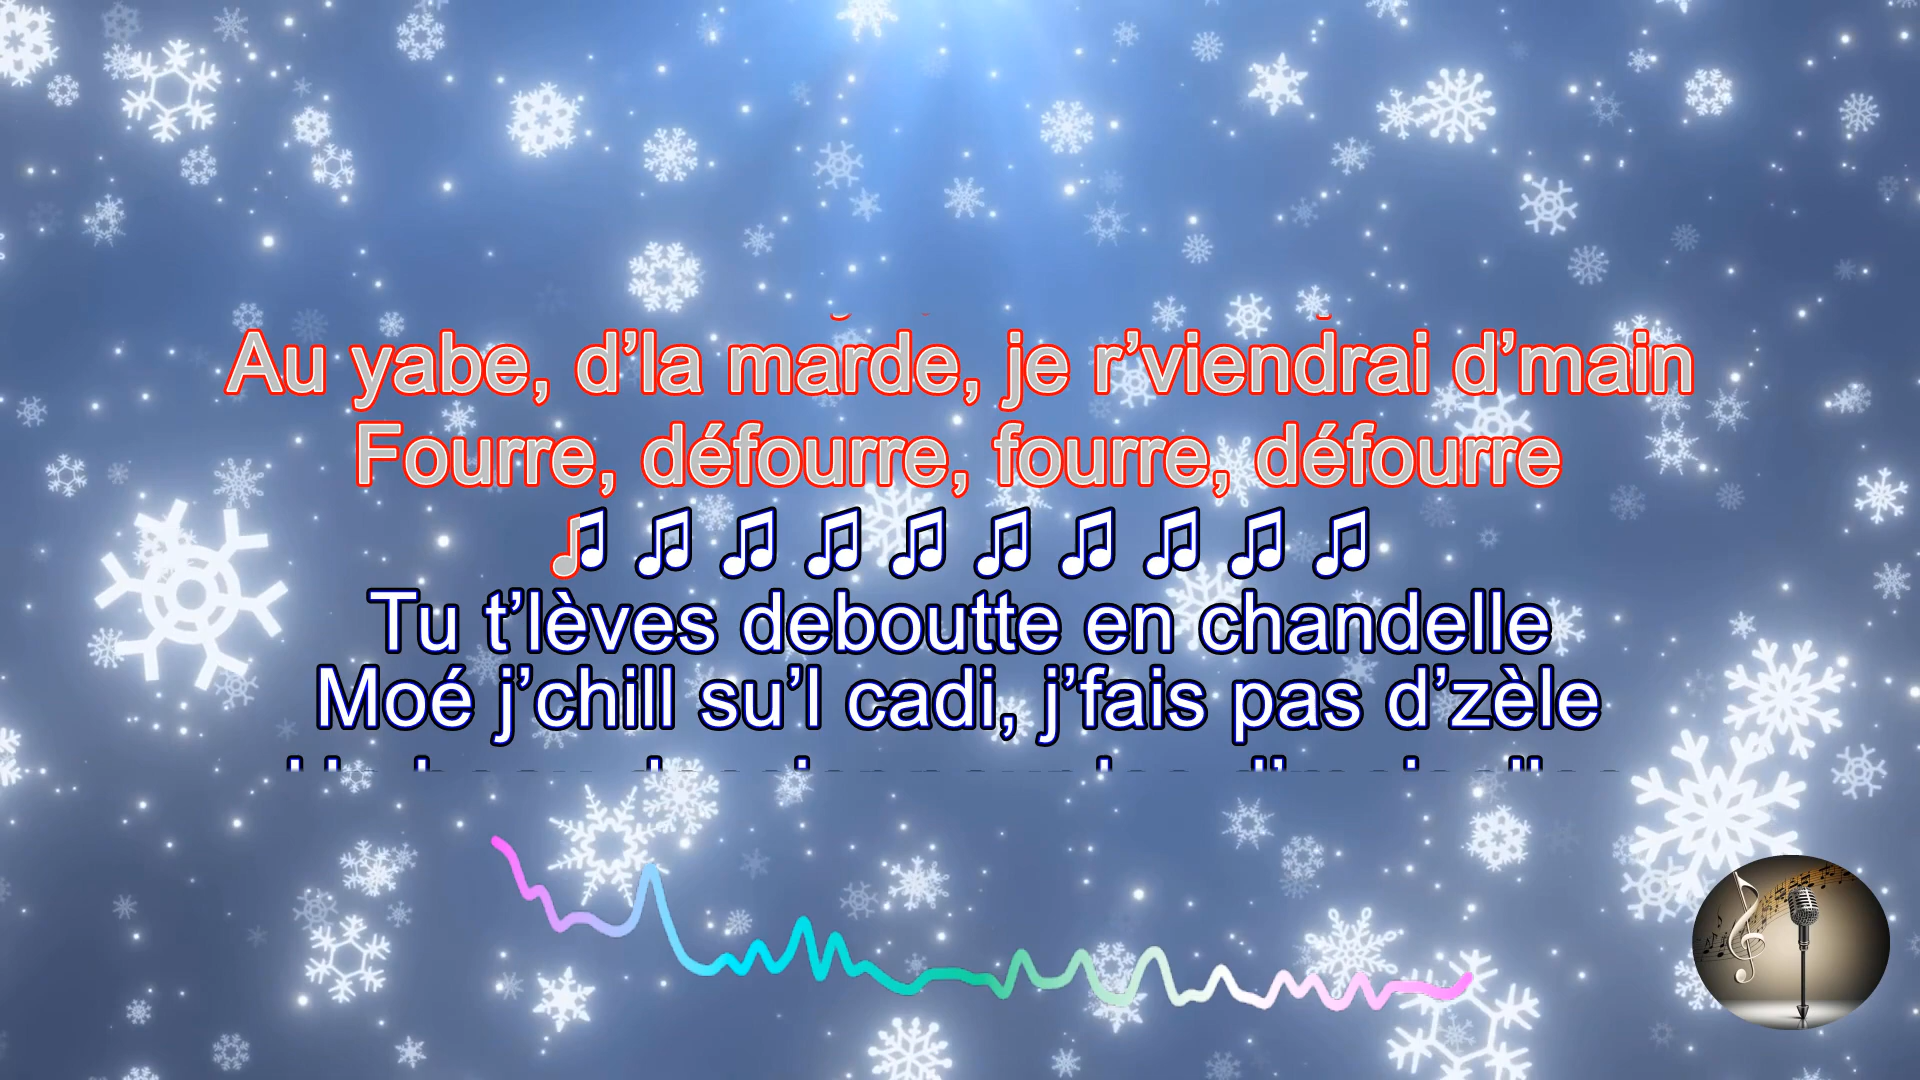 Au yabe, d’la marde, je r’viendrai d’main
Fourre, défourre, fourre, défourre
♫ ♫ ♫ ♫ ♫ ♫ ♫ ♫ ♫ ♫
Tu t’lèves deboutte en chandelle
Moé j’chill su’l cadi, j’fais pas d’zèle